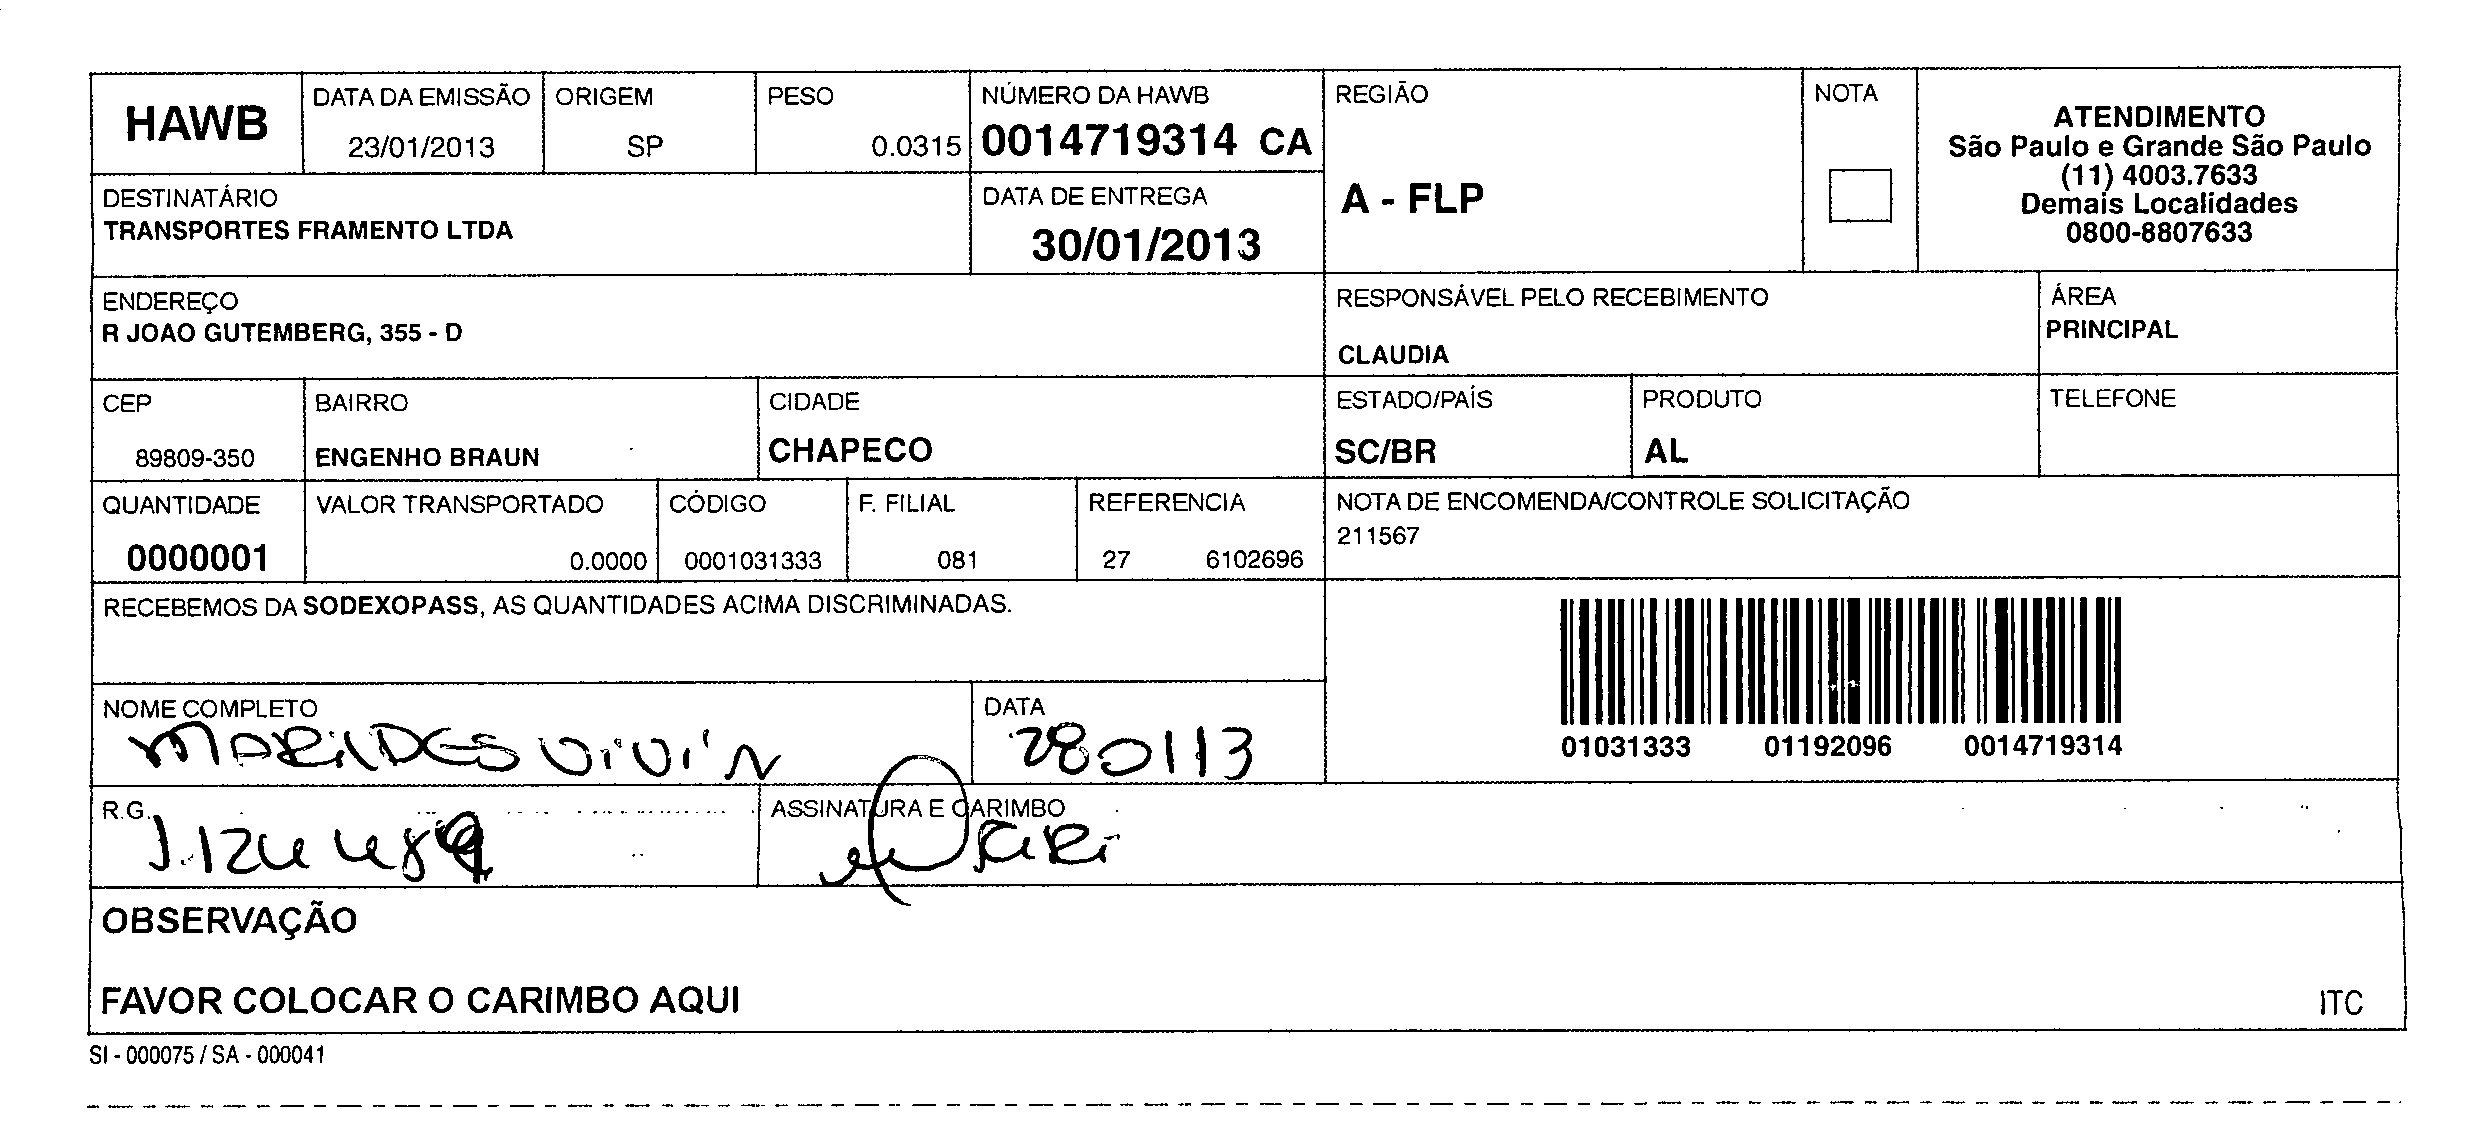 HAWB
DATA DA EMISSÃO
23/01/2013
ORIGEM
SP
PESO
0.0315
NÚMERO DA HAWB
0014719314 CA
REGIÃO
A - FLP
NOTA
ATENDIMENTO
São Paulo e Grande São Paulo
(11) 4003.7633
Demais Localidades
0800-8807633
DESTINATÁRIO
TRANSPORTES FRAMENTO LTDA
DATA DE ENTREGA
30/01/2013
ENDEREÇO
R JOAO GUTEMBERG, 355 - D
RESPONSÁVEL PELO RECEBIMENTO
CLAUDIA
ÁREA
PRINCIPAL
CEP
89809-350
BAIRRO
ENGENHO BRAUN
CIDADE
CHAPECO
ESTADO/PAÍS
SC/BR
PRODUTO
AL
TELEFONE
QUANTIDADE
0000001
VALOR TRANSPORTADO
0.0000
CÓDIGO
0001031333
F. FILIAL
081
REFERENCIA
27 6102696
NOTA DE ENCOMENDA/CONTROLE SOLICITAÇÃO
211567
RECEBEMOS DA SODEXOPASS, AS QUANTIDADES ACIMA DISCRIMINADAS.
01031333 01192096 0014719314
NOME COMPLETO
DATA
280113
R.G.
ASSINATURA E CARIMBO
OBSERVAÇÃO
FAVOR COLOCAR O CARIMBO AQUI
ITC
SI - 000075 / SA - 000041